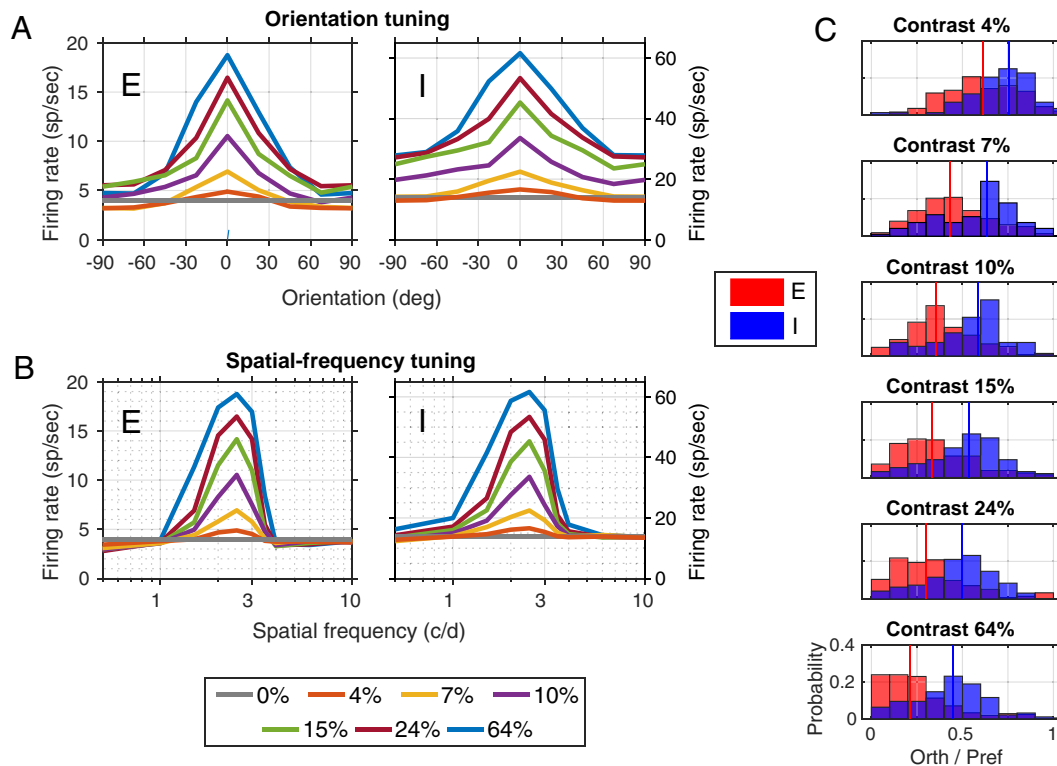 A
Orientation tuning
Firing rate (sp/sec)
20
15
10
5
0
E
-90 -60 -30 0 30 60 90
I
60
40
20
0
Firing rate (sp/sec)
-90 -60 -30 0 30 60 90
Orientation (deg)
B
Spatial-frequency tuning
Firing rate (sp/sec)
20
15
10
5
0
E
1 3 10
I
60
40
20
0
Firing rate (sp/sec)
1 3 10
Spatial frequency (c/d)
0% 4% 7% 10%
15% 24% 64%
E
I
C
Contrast 4%
Contrast 7%
Contrast 10%
Contrast 15%
Contrast 24%
Contrast 64%
Probability
0.4
0.2
0
0 0.5 1
Orth / Pref